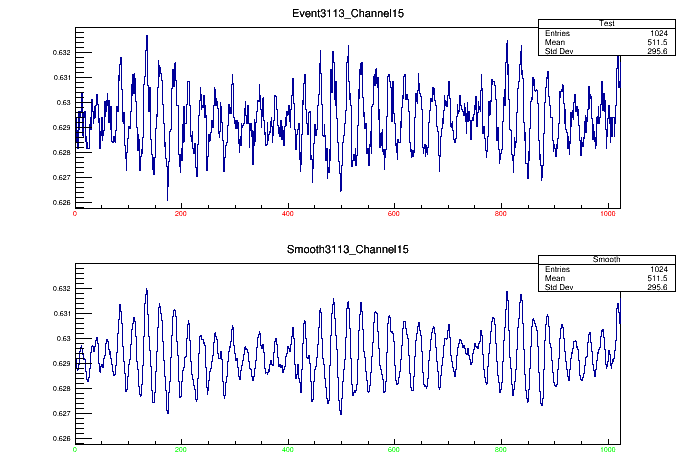 Event3113_Channel15
Test
Entries 1024
Mean 511.5
Std Dev 295.6
0.632
0.631
0.63
0.629
0.628
0.627
0.626
0 200 400 600 800 1000
Smooth3113_Channel15
Smooth
Entries 1024
Mean 511.5
Std Dev 295.6
0.632
0.631
0.63
0.629
0.628
0.627
0.626
0 200 400 600 800 1000